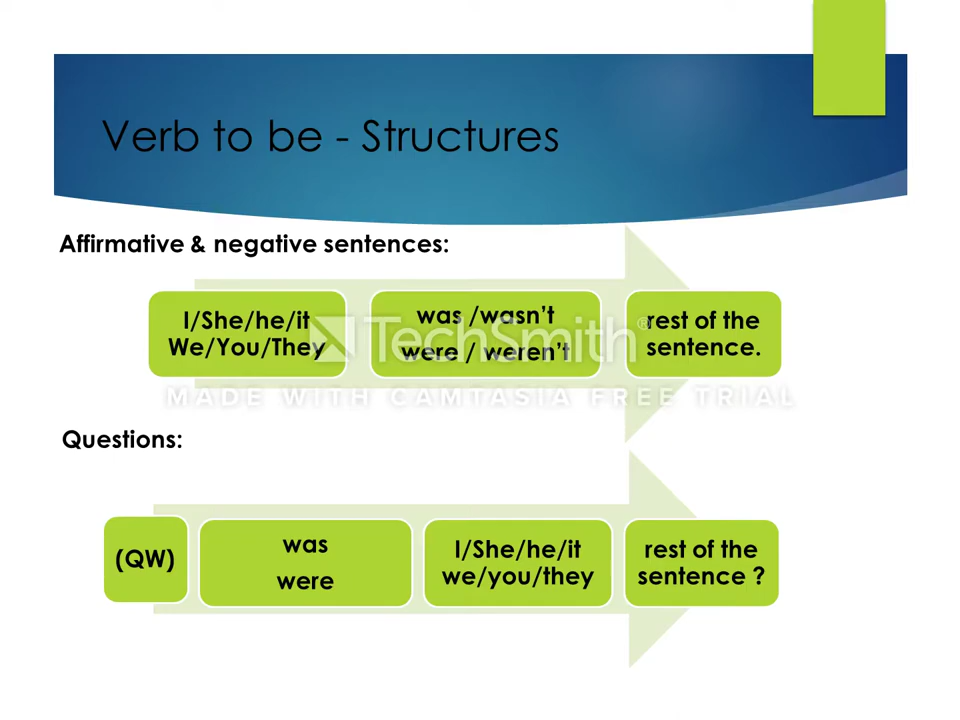 Verb to be - Structures
Affirmative & negative sentences:
I/She/he/it
We/You/They
was /wasn’t
were / weren’t
rest of the
sentence.
TechSmith®
MADE WITH CAMTASIA FREE TRIAL
Questions:
(QW)
was
were
I/She/he/it
we/you/they
rest of the
sentence ?